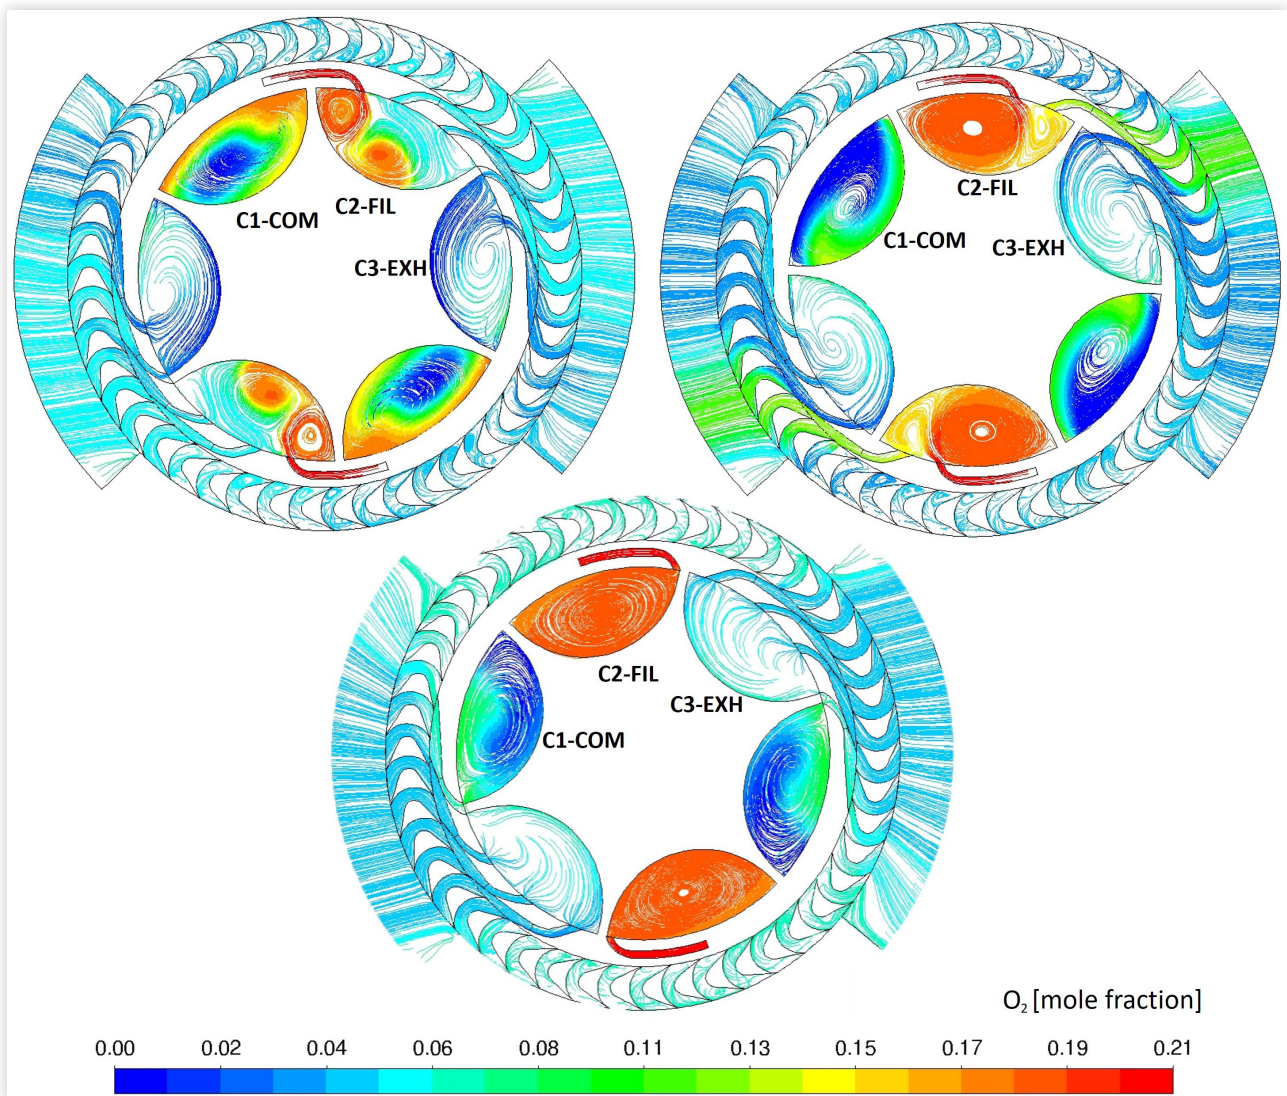 C1-COM
C2-FIL
C3-EXH
C2-FIL
C1-COM
C3-EXH
C2-FIL
C3-EXH
C1-COM
O₂ [mole fraction]
0.00 0.02 0.04 0.06 0.08 0.11 0.13 0.15 0.17 0.19 0.21